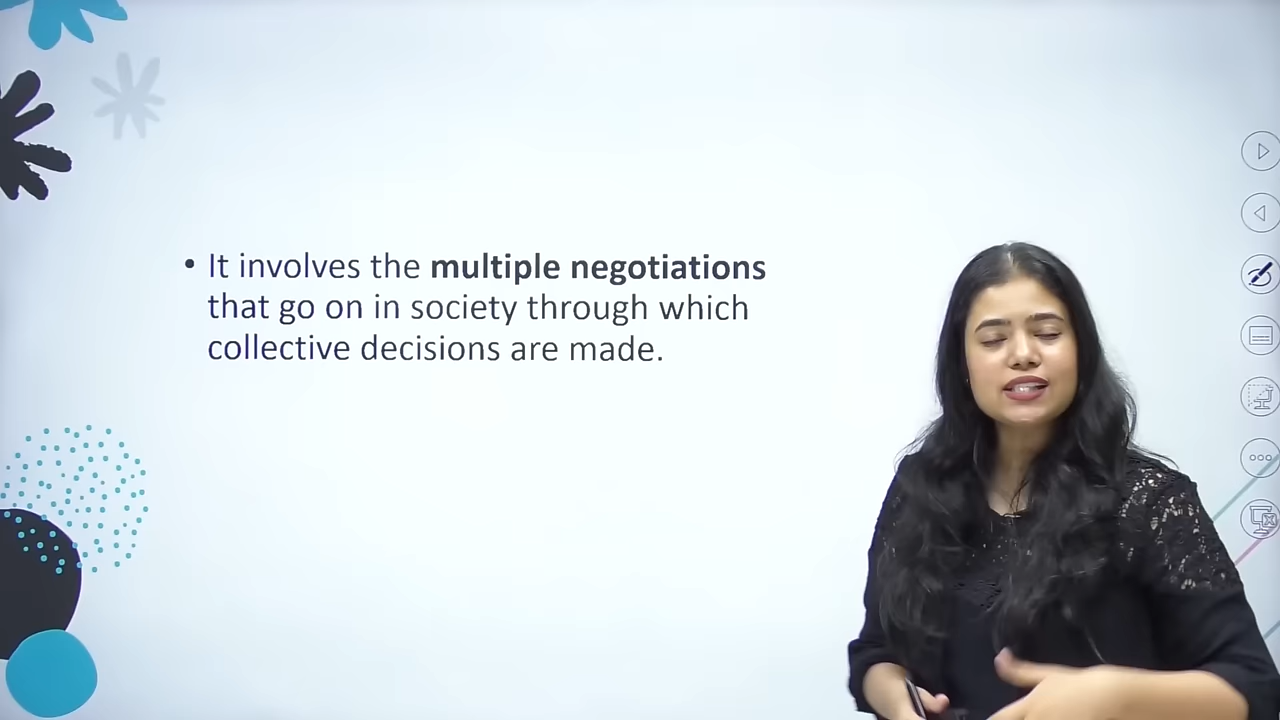 • It involves the multiple negotiations
that go on in society through which
collective decisions are made.